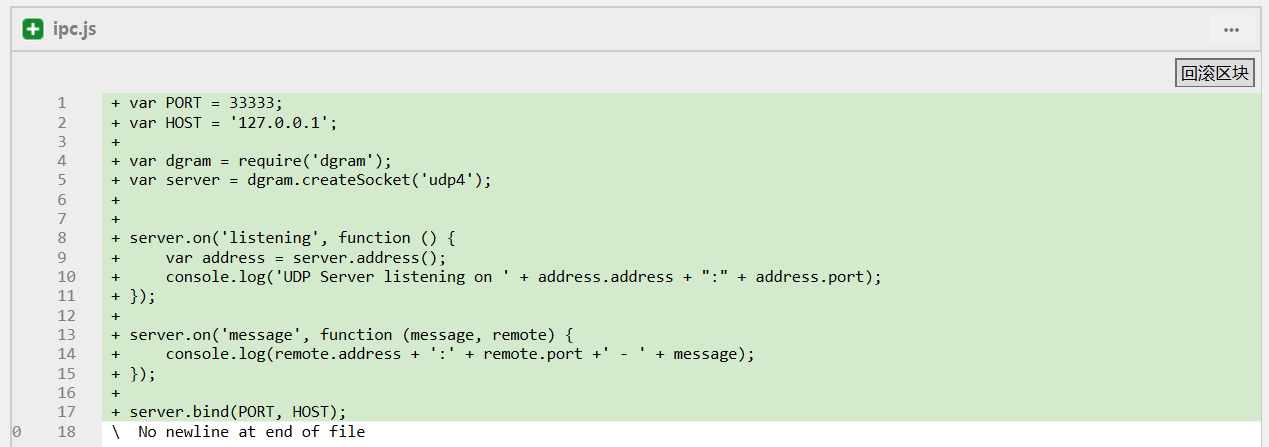 ipc.js
...
回滚区块
1 + var PORT = 33333;
2 + var HOST = '127.0.0.1';
3 +
4 + var dgram = require('dgram');
5 + var server = dgram.createSocket('udp4');
6 +
7 +
8 + server.on('listening', function () {
9 +     var address = server.address();
10 +     console.log('UDP Server listening on ' + address.address + ":" + address.port);
11 + });
12 +
13 + server.on('message', function (message, remote) {
14 +     console.log(remote.address + ':' + remote.port +' - ' + message);
15 + });
16 +
17 + server.bind(PORT, HOST);
0 18 \  No newline at end of file